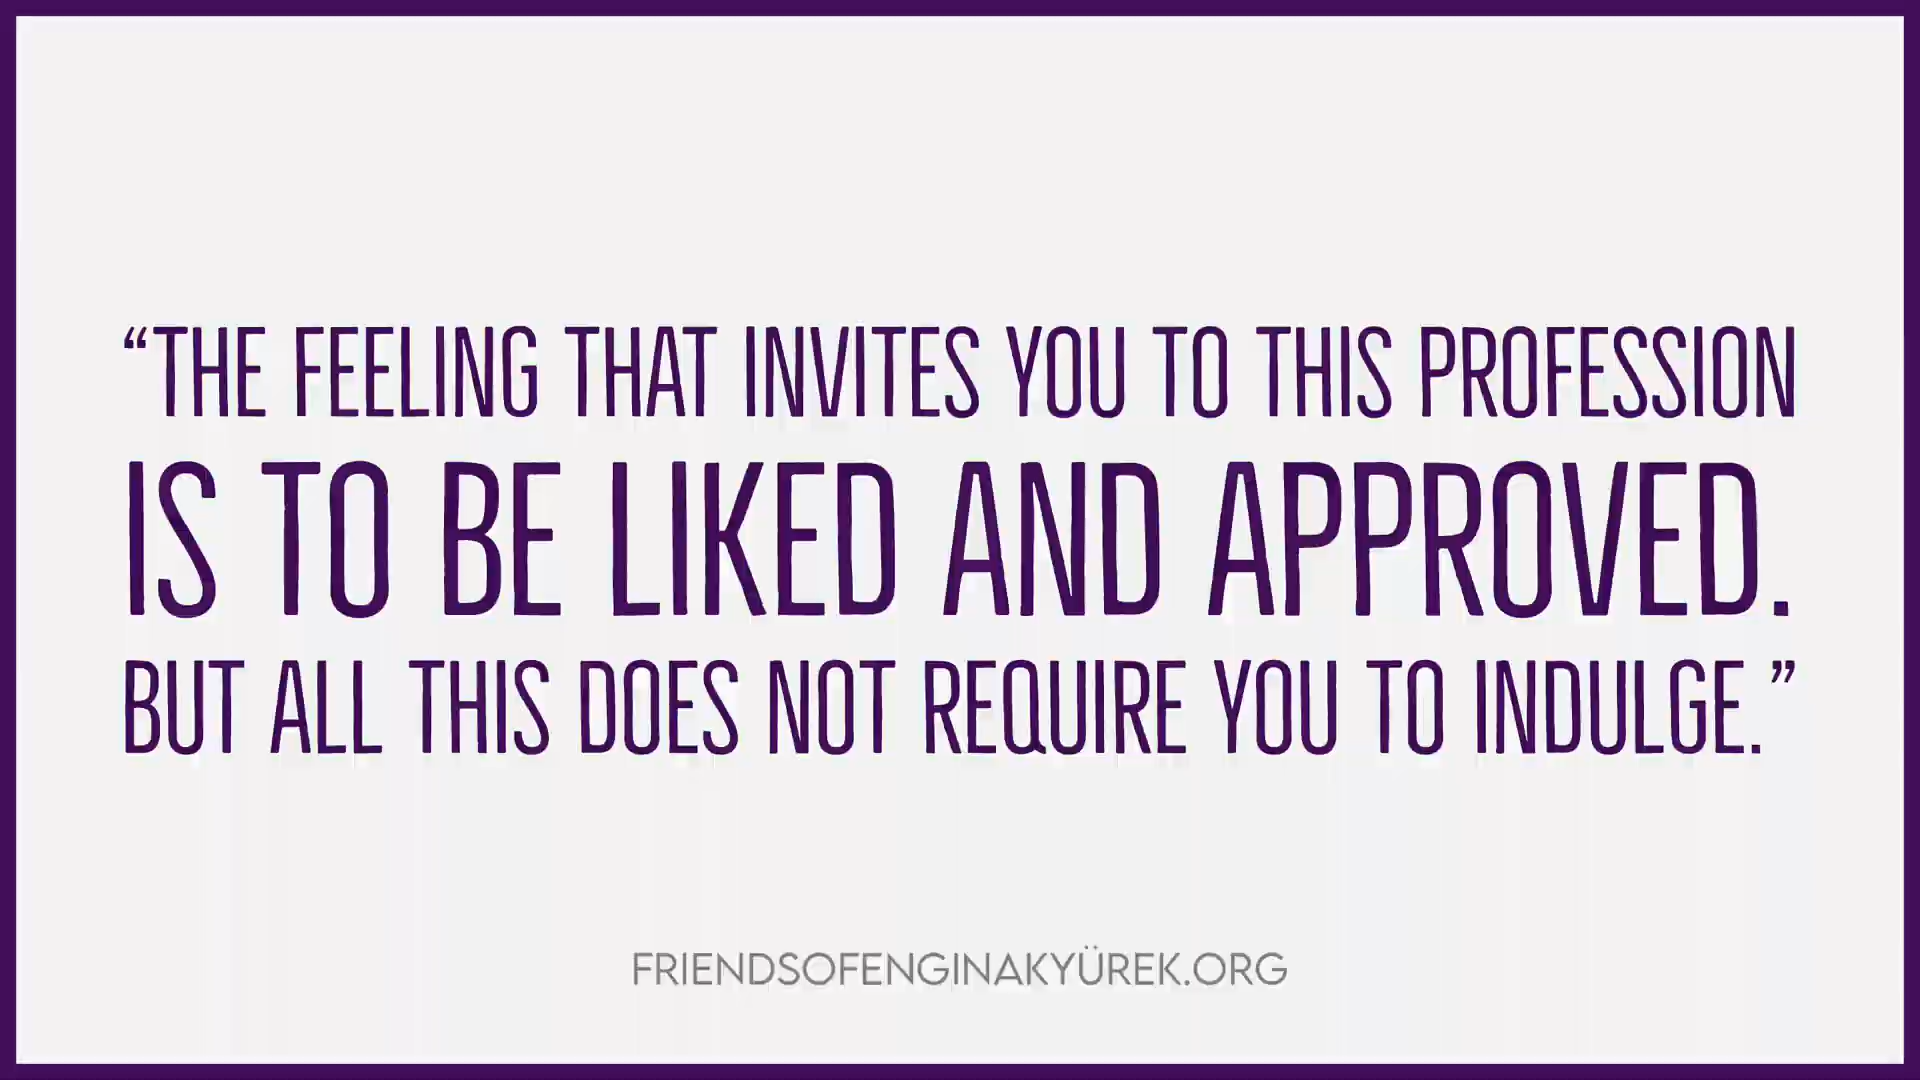 “THE FEELING THAT INVITES YOU TO THIS PROFESSION
IS TO BE LIKED AND APPROVED.
BUT ALL THIS DOES NOT REQUIRE YOU TO INDULGE.”
FRIENDSOFENGINAKYÜREK.ORG